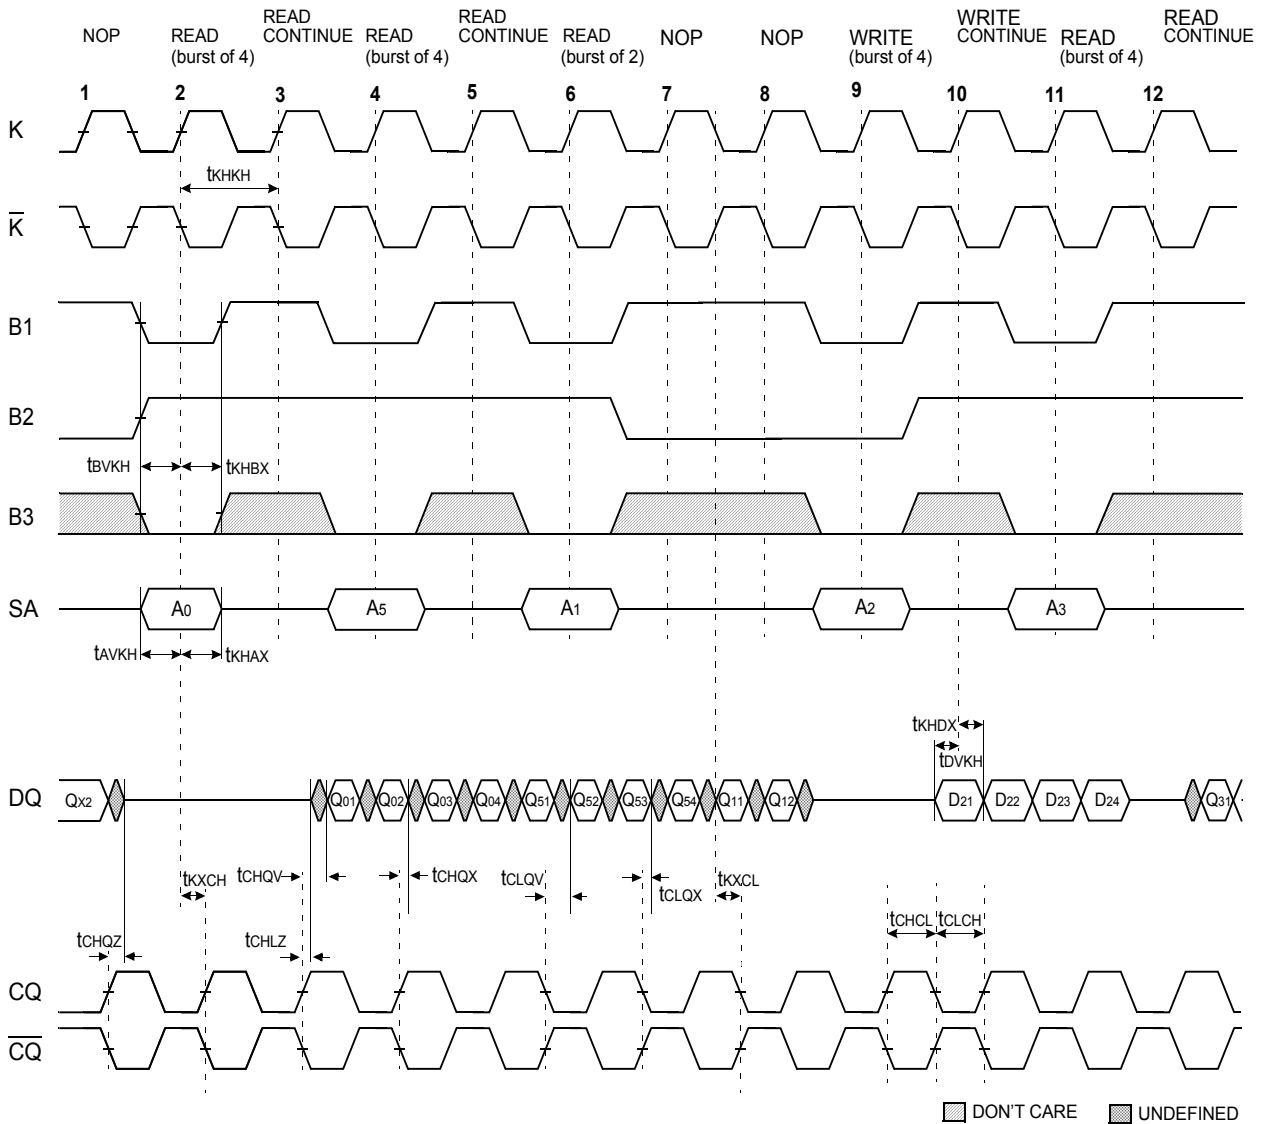 NOP
READ
(burst of 4)
READ
CONTINUE
READ
(burst of 4)
READ
CONTINUE
READ
(burst of 2)
NOP
NOP
WRITE
(burst of 4)
WRITE
CONTINUE
READ
(burst of 4)
READ
CONTINUE
1 2 3 4 5 6 7 8 9 10 11 12
K
tKHKH
K
B1
B2
tBVKH tKHBX
B3
SA A0 A5 A1 A2 A3
tAVKH tKHAX
tKHDX
tDVKH
DQ QX2 Q01 Q02 Q03 Q04 Q51 Q52 Q53 Q54 Q11 Q12 D21 D22 D23 D24 Q31
tKXCH tCHQV tCHQX tCLQV tCLQX tKXCL
tCHQZ tCHLZ tCHCL tCLCH
CQ
CQ
DON'T CARE UNDEFINED